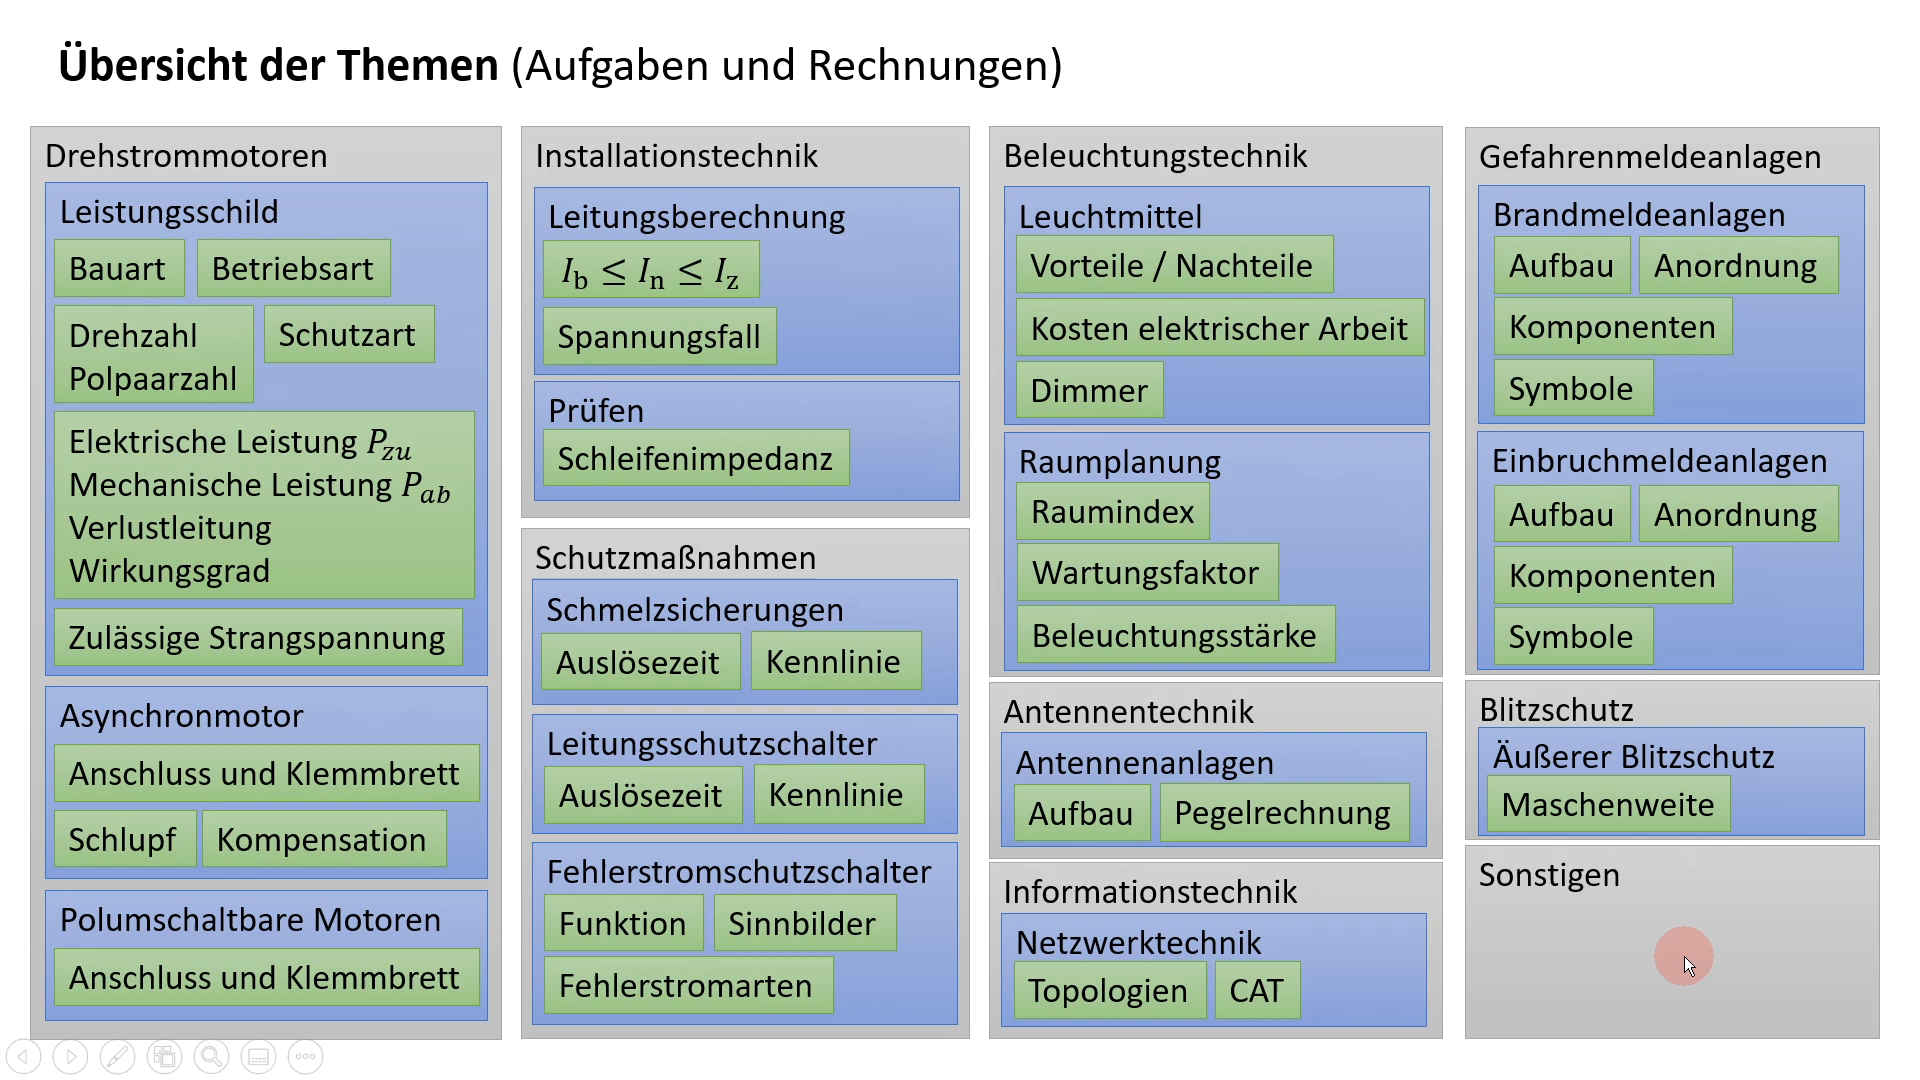 Übersicht der Themen (Aufgaben und Rechnungen)
Drehstrommotoren
Leistungsschild
Bauart
Betriebsart
Drehzahl
Polpaarzahl
Schutzart
Elektrische Leistung P_zu
Mechanische Leistung P_ab
Verlustleitung
Wirkungsgrad
Zulässige Strangspannung
Asynchronmotor
Anschluss und Klemmbrett
Schlupf
Kompensation
Polumschaltbare Motoren
Anschluss und Klemmbrett
Installationstechnik
Leitungsberechnung
I_b ≤ I_n ≤ I_z
Spannungsfall
Prüfen
Schleifenimpedanz
Schutzmaßnahmen
Schmelzsicherungen
Auslösezeit
Kennlinie
Leitungsschutzschalter
Auslösezeit
Kennlinie
Fehlerstromschutzschalter
Funktion
Sinnbilder
Fehlerstromarten
Beleuchtungstechnik
Leuchtmittel
Vorteile / Nachteile
Kosten elektrischer Arbeit
Dimmer
Raumplanung
Raumindex
Wartungsfaktor
Beleuchtungsstärke
Antennentechnik
Antennenanlagen
Aufbau
Pegelrechnung
Informationstechnik
Netzwerktechnik
Topologien
CAT
Gefahrenmeldeanlagen
Brandmeldeanlagen
Aufbau
Anordnung
Komponenten
Symbole
Einbruchmeldeanlagen
Aufbau
Anordnung
Komponenten
Symbole
Blitzschutz
Äußerer Blitzschutz
Maschenweite
Sonstigen